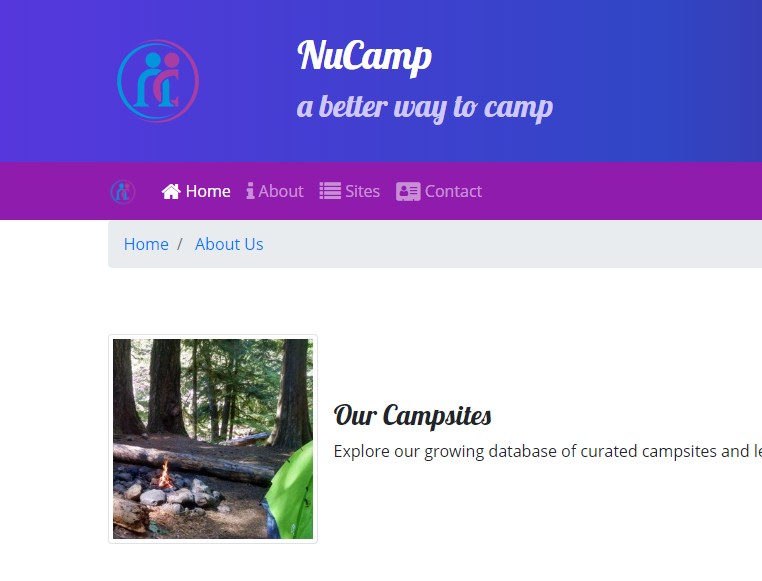 NuCamp
a better way to camp
Home About Sites Contact
Home / About Us
Our Campsites
Explore our growing database of curated campsites and le